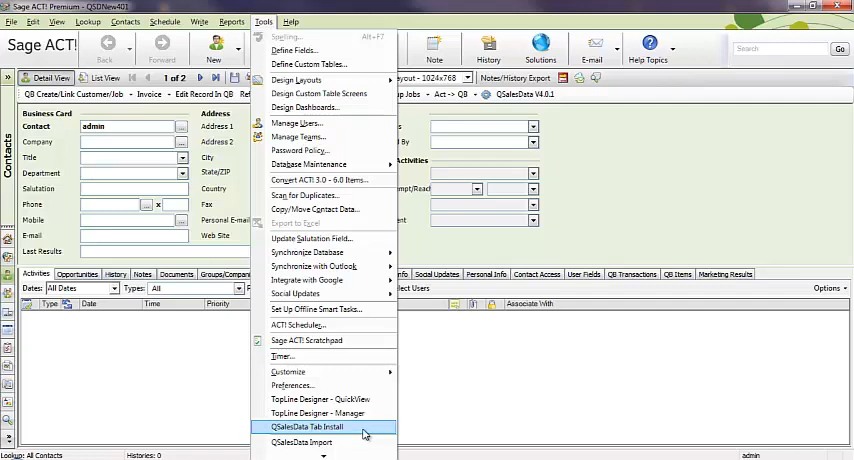 Sage ACT! Premium - QSDNew401
File Edit View Lookup Contacts Schedule Write Reports Tools Help
Sage ACT!
Back
Forward
New
Note
History
Solutions
E-mail
Help Topics
Search
Go
Detail View
List View
1 of 2
ayout - 1024x768
Notes/History Export
QB Create/Link Customer/Job
Invoice
Edit Record In QB
up Jobs
Act -> QB
QSalesData V4.0.1
Contacts
Business Card
Contact admin
Company
Title
Department
Salutation
Phone x
Mobile
E-mail
Last Results
Address
Address 1
Address 2
City
State/ZIP
Country
Fax
Personal E-mail
Web Site
Activities
Spelling... Alt+F7
Define Fields...
Define Custom Tables...
Design Layouts
Design Custom Table Screens
Design Dashboards...
Manage Users...
Manage Teams...
Password Policy...
Database Maintenance
Convert ACT! 3.0 - 6.0 Items...
Scan for Duplicates...
Copy/Move Contact Data...
Export to Excel
Update Salutation Field...
Synchronize Database
Synchronize with Outlook
Integrate with Google
Social Updates
Set Up Offline Smart Tasks...
ACT! Scheduler...
Sage ACT! Scratchpad
Timer...
Customize
Preferences...
TopLine Designer - QuickView
TopLine Designer - Manager
QSalesData Tab Install
QSalesData Import
Activities Opportunities History Notes Documents Groups/Compan
nfo Social Updates Personal Info Contact Access User Fields QB Transactions QB Items Marketing Results
Dates: All Dates Types: All
elect Users
Options
Type Date Time Priority
Associate With
Lookup: All Contacts
Histories: 0
admin